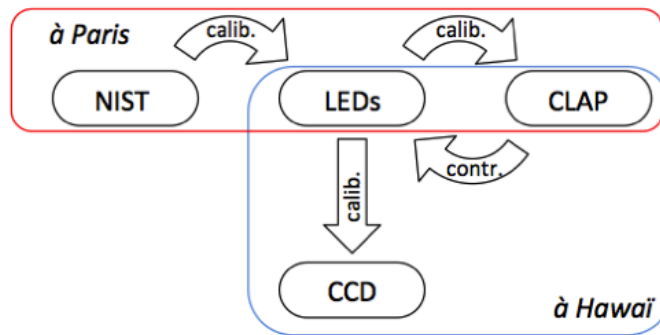 à Paris
calib.
calib.
NIST
LEDs
CLAP
contr.
calib.
CCD
à Hawaï